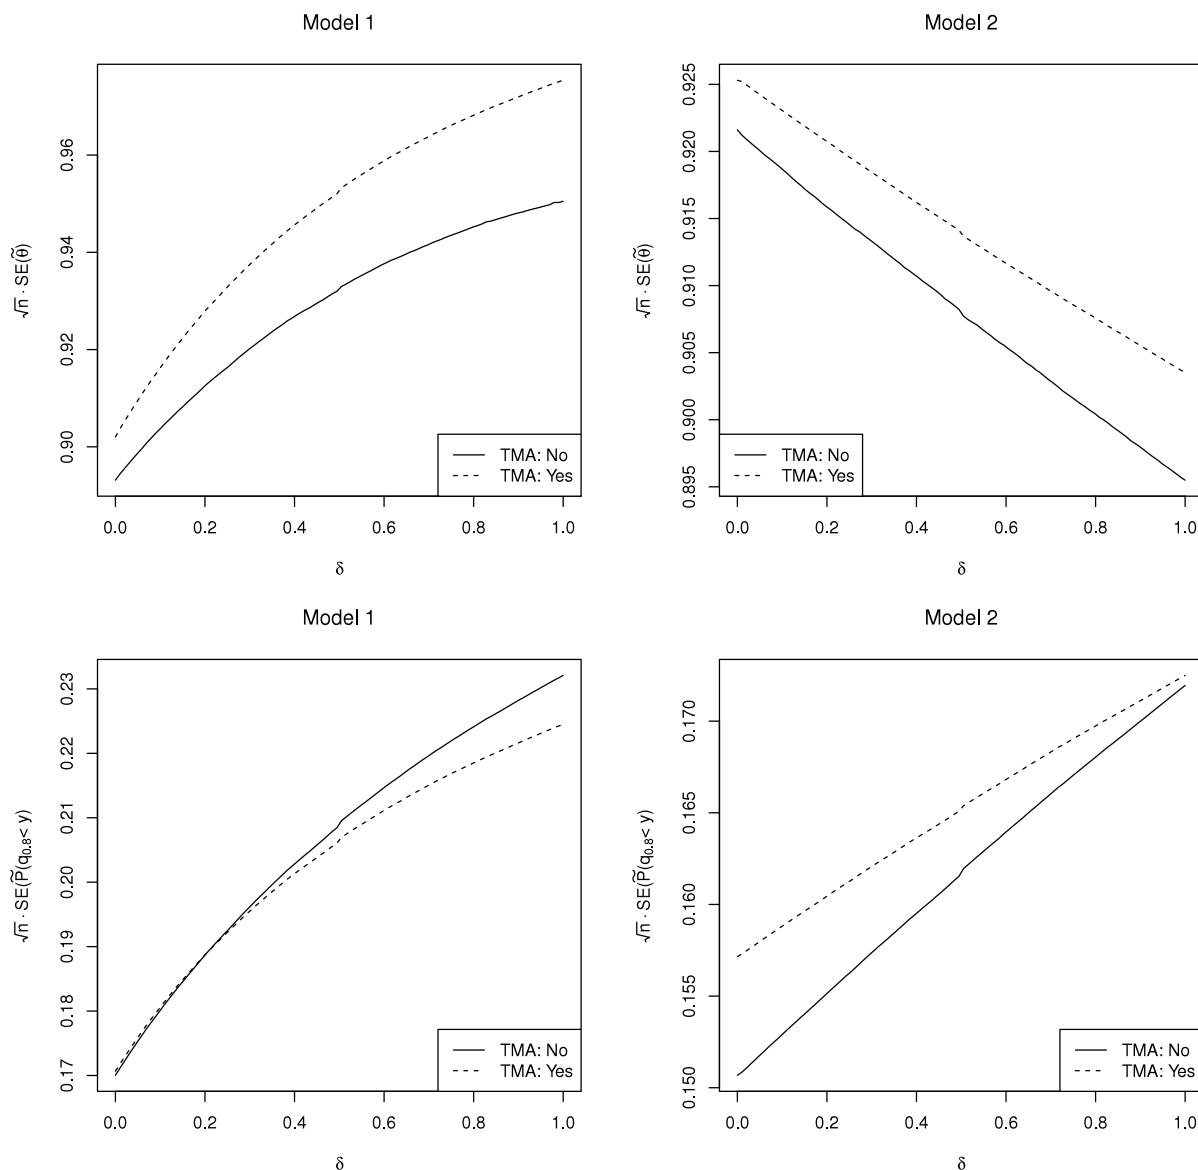 Model 1
√n · SE(θ̃)
0.90
0.92
0.94
0.96
0.0 0.2 0.4 0.6 0.8 1.0
δ
TMA: No
TMA: Yes
Model 2
√n · SE(θ̃)
0.895
0.900
0.905
0.910
0.915
0.920
0.925
0.0 0.2 0.4 0.6 0.8 1.0
δ
TMA: No
TMA: Yes
Model 1
√n · SE(P̃(q0.8< y)
0.17
0.18
0.19
0.20
0.21
0.22
0.23
0.0 0.2 0.4 0.6 0.8 1.0
δ
TMA: No
TMA: Yes
Model 2
√n · SE(P̃(q0.8< y)
0.150
0.155
0.160
0.165
0.170
0.0 0.2 0.4 0.6 0.8 1.0
δ
TMA: No
TMA: Yes